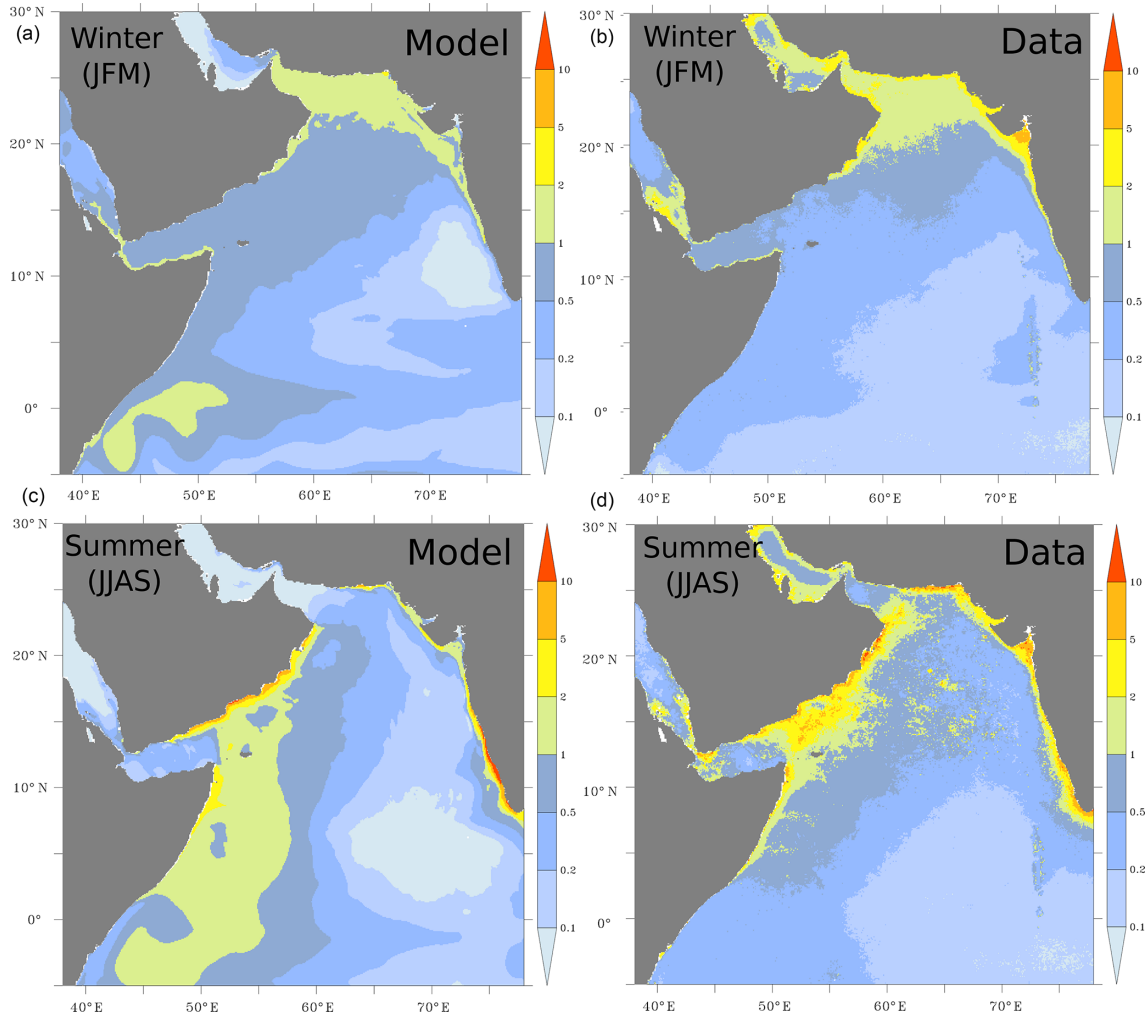 (a)
Winter
(JFM)
Model
30° N
20° N
10° N
0°
40° E
50° E
60° E
70° E
10
5
2
1
0.5
0.2
0.1
(b)
Winter
(JFM)
Data
30° N
20° N
10° N
0°
40° E
50° E
60° E
70° E
10
5
2
1
0.5
0.2
0.1
(c)
Summer
(JJAS)
Model
30° N
20° N
10° N
0°
40° E
50° E
60° E
70° E
10
5
2
1
0.5
0.2
0.1
(d)
Summer
(JJAS)
Data
30° N
20° N
10° N
0°
40° E
50° E
60° E
70° E
10
5
2
1
0.5
0.2
0.1